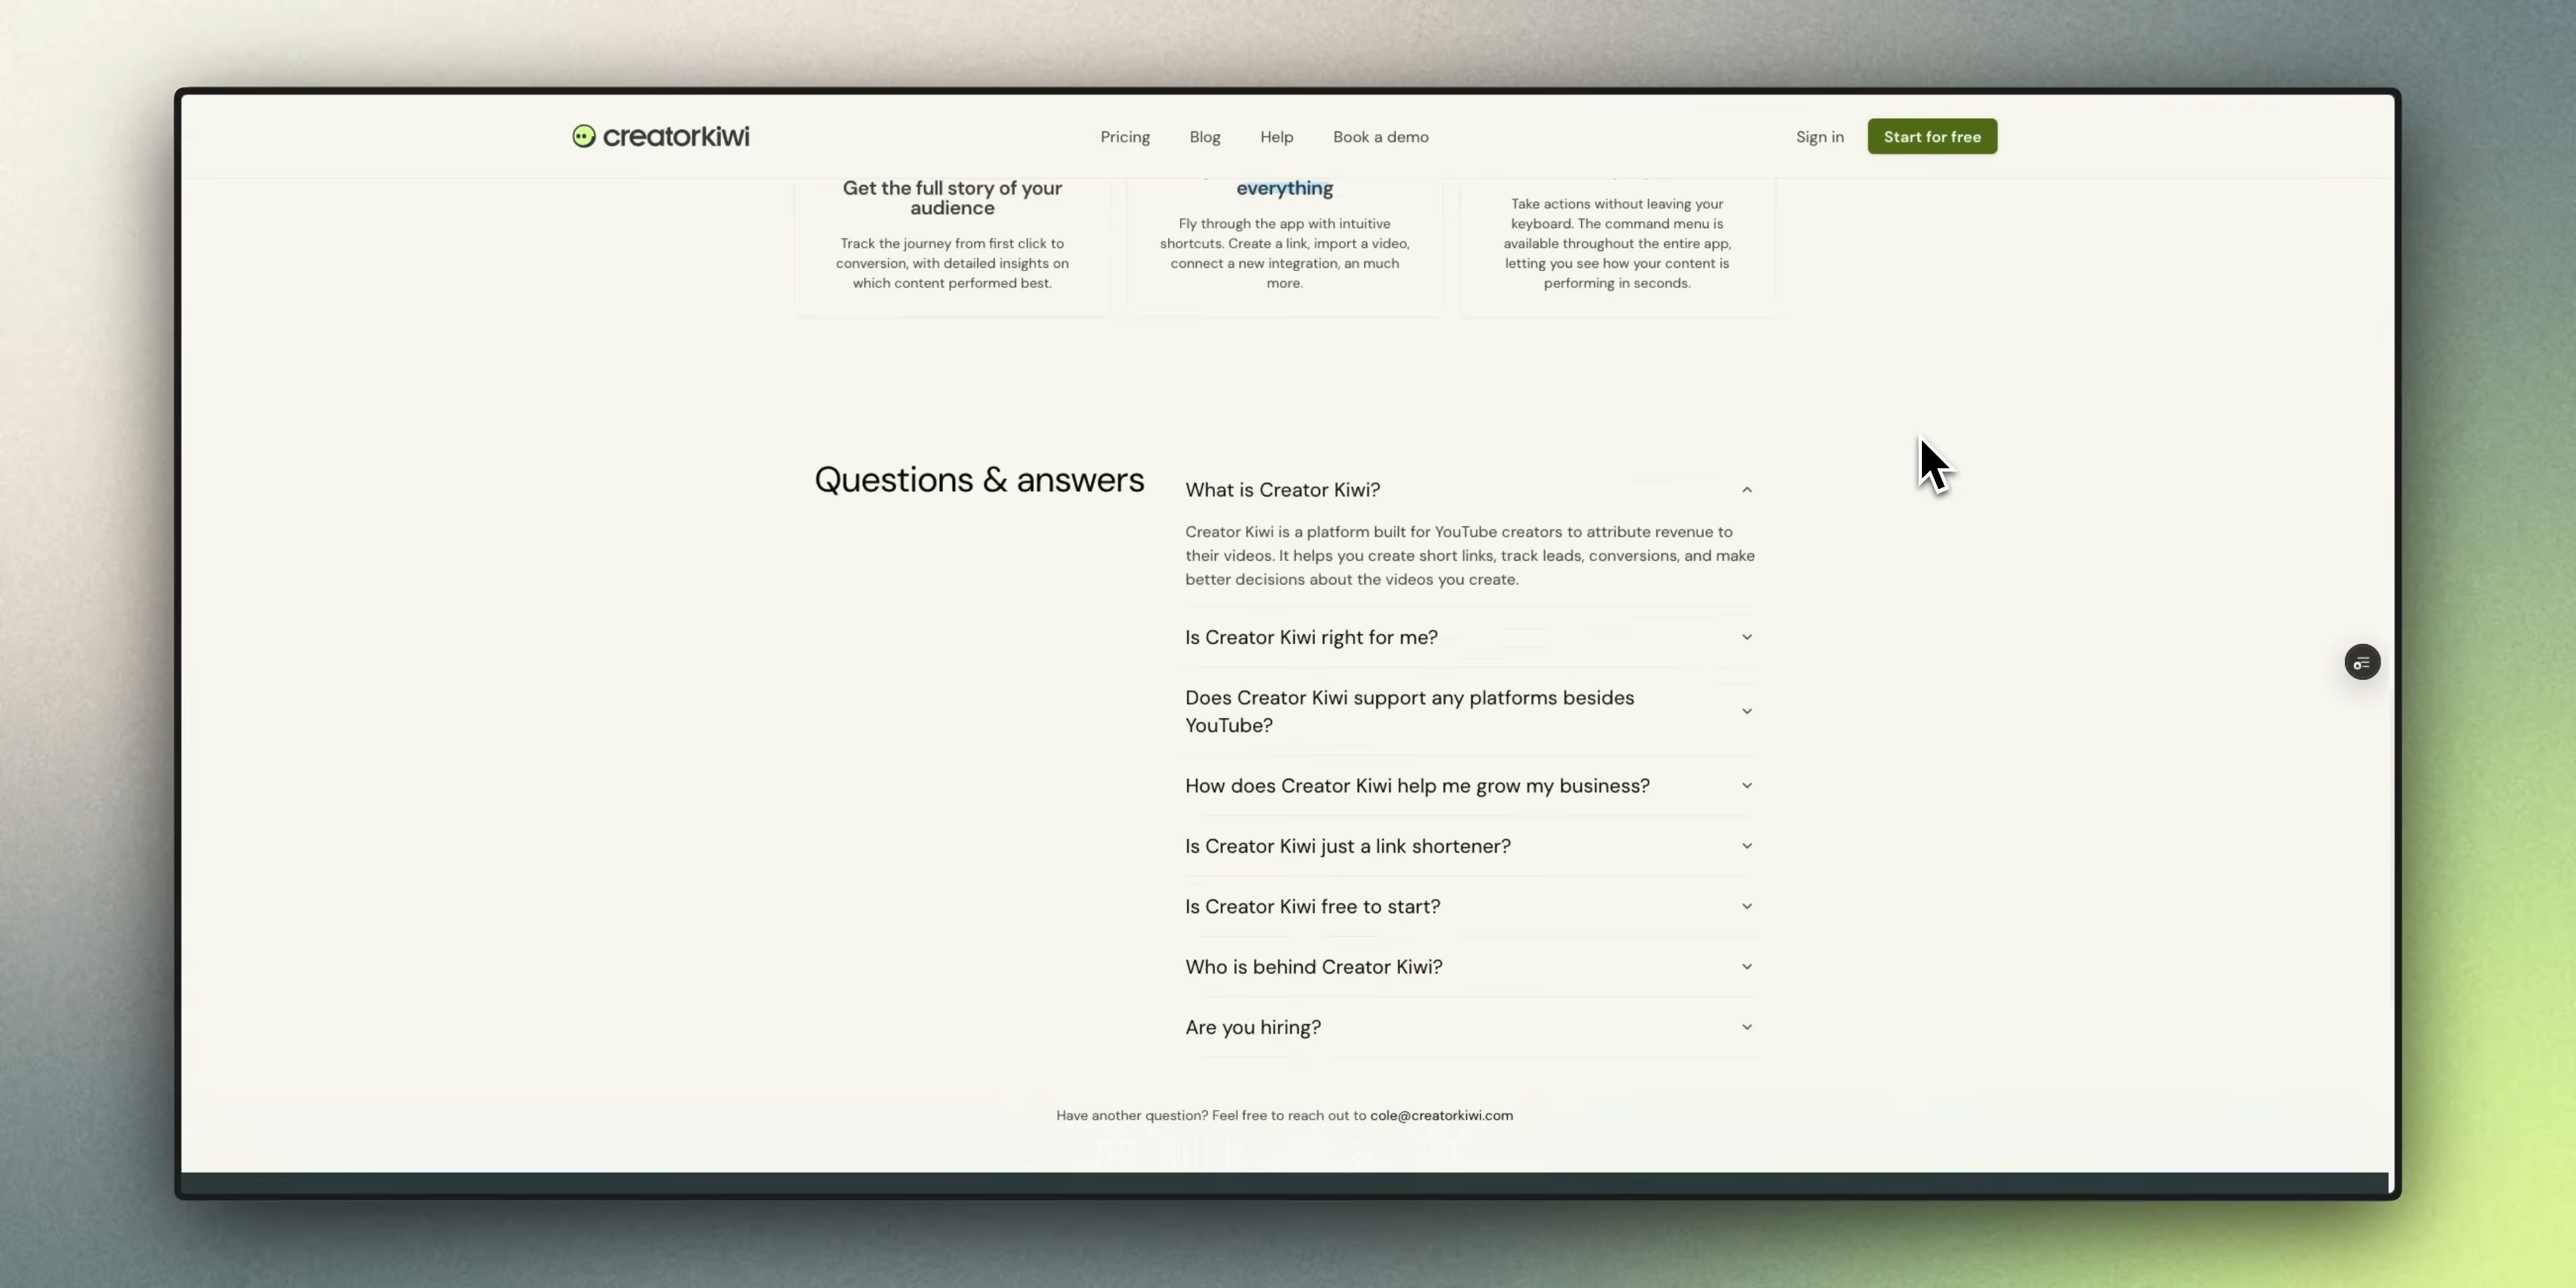 creatorkiwi
Pricing
Blog
Help
Book a demo
Sign in
Start for free
Get the full story of your
audience
Track the journey from first click to
conversion, with detailed insights on
which content performed best.
everything
Fly through the app with intuitive
shortcuts. Create a link, import a video,
connect a new integration, an much
more.
Take actions without leaving your
keyboard. The command menu is
available throughout the entire app,
letting you see how your content is
performing in seconds.
Questions & answers
What is Creator Kiwi?
Creator Kiwi is a platform built for YouTube creators to attribute revenue to
their videos. It helps you create short links, track leads, conversions, and make
better decisions about the videos you create.
Is Creator Kiwi right for me?
Does Creator Kiwi support any platforms besides
YouTube?
How does Creator Kiwi help me grow my business?
Is Creator Kiwi just a link shortener?
Is Creator Kiwi free to start?
Who is behind Creator Kiwi?
Are you hiring?
Have another question? Feel free to reach out to cole@creatorkiwi.com